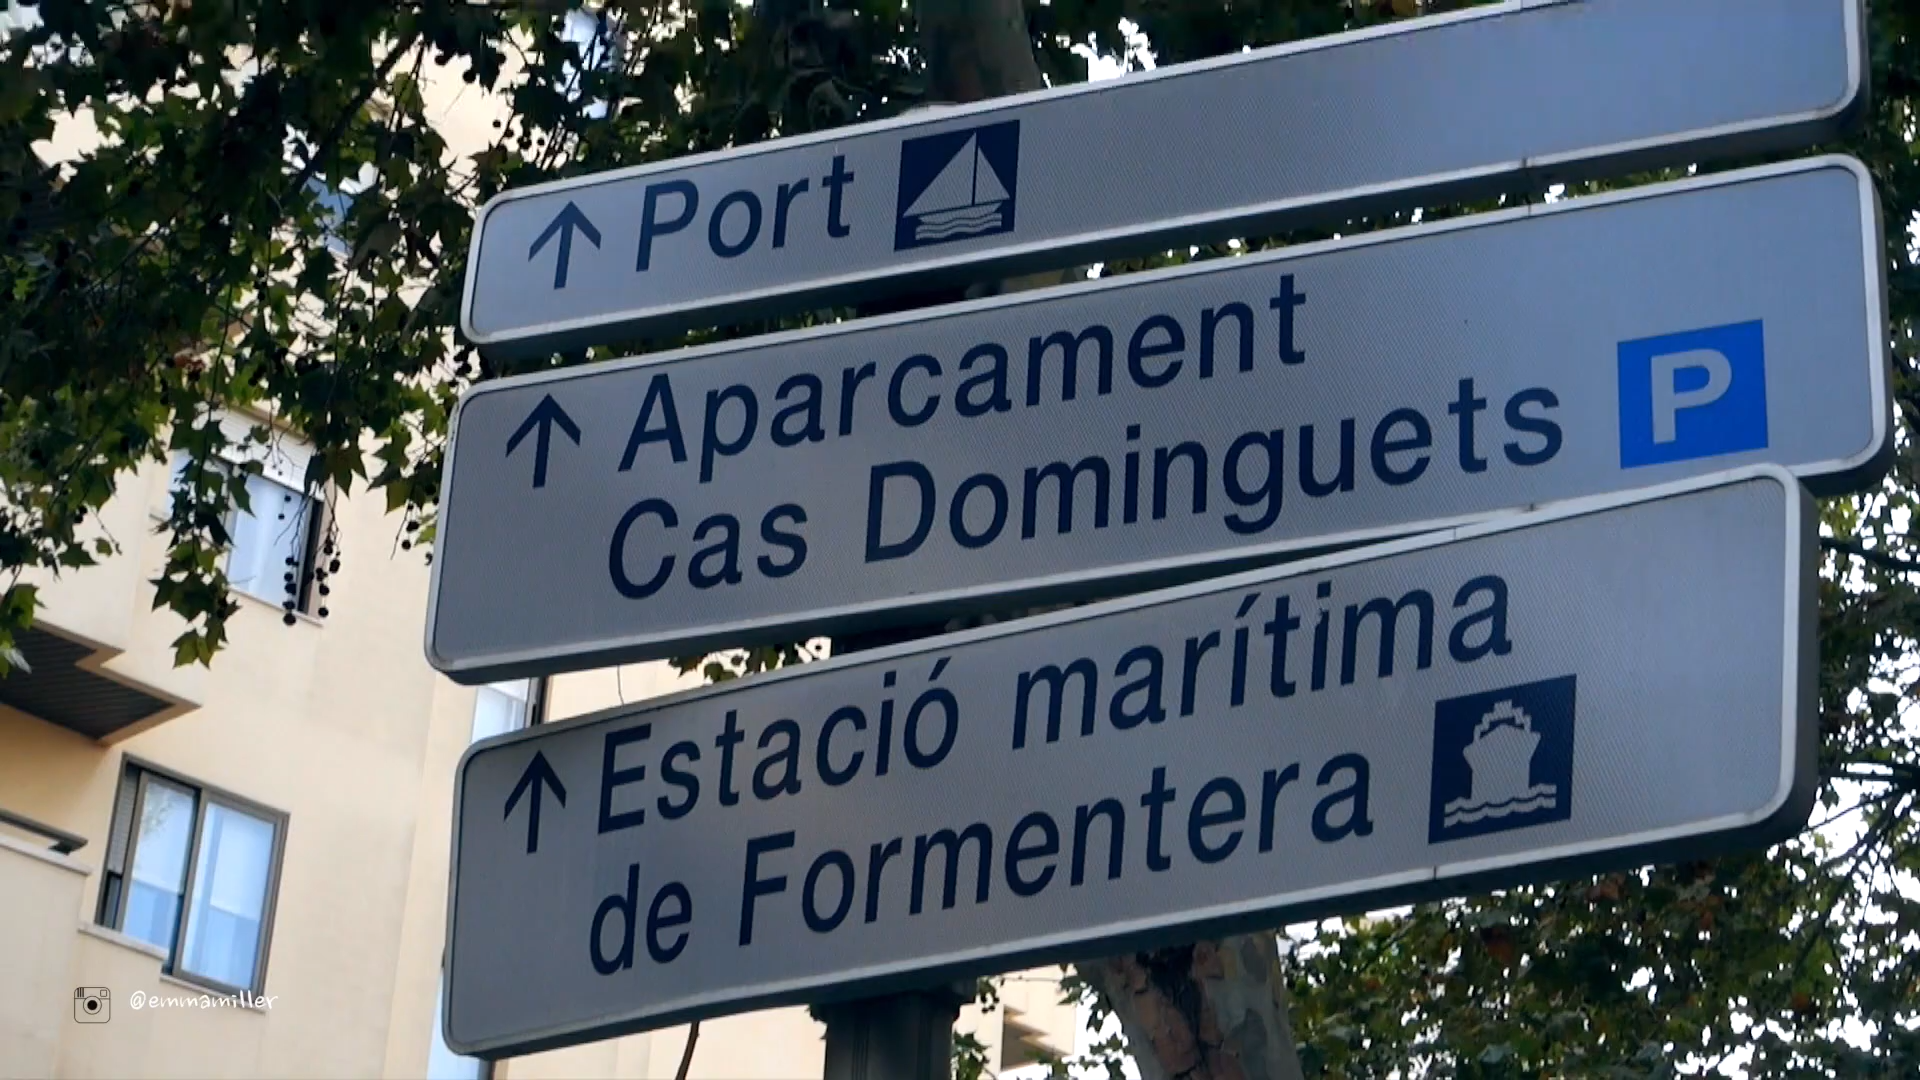 Port
Aparcament
Cas Dominguets
P
Estació marítima
de Formentera
@emmamiller